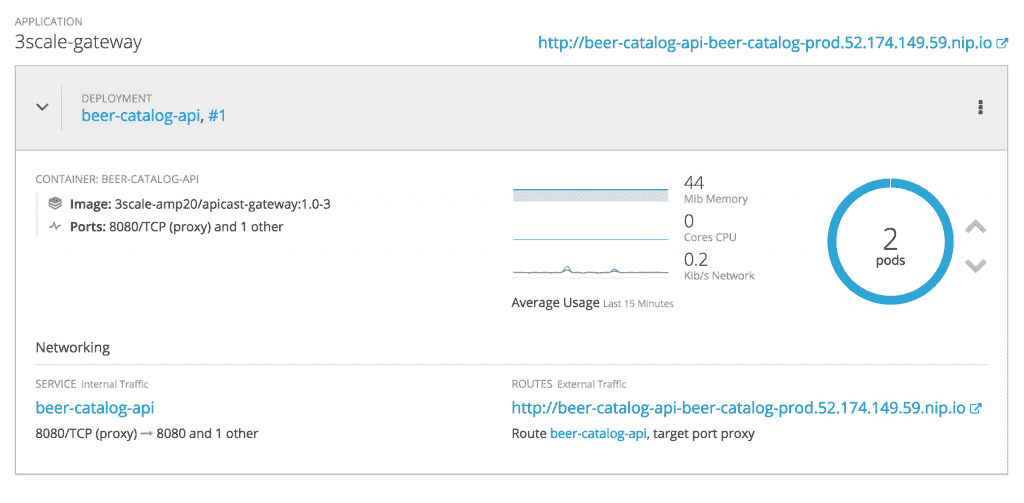 APPLICATION
3scale-gateway
http://beer-catalog-api-beer-catalog-prod.52.174.149.59.nip.io
DEPLOYMENT
beer-catalog-api, #1
CONTAINER: BEER-CATALOG-API
Image: 3scale-amp20/apicast-gateway:1.0-3
Ports: 8080/TCP (proxy) and 1 other
44
Mib Memory
0
Cores CPU
0.2
Kib/s Network
Average Usage Last 15 Minutes
2
pods
Networking
SERVICE Internal Traffic
beer-catalog-api
8080/TCP (proxy) → 8080 and 1 other
ROUTES External Traffic
http://beer-catalog-api-beer-catalog-prod.52.174.149.59.nip.io
Route beer-catalog-api, target port proxy